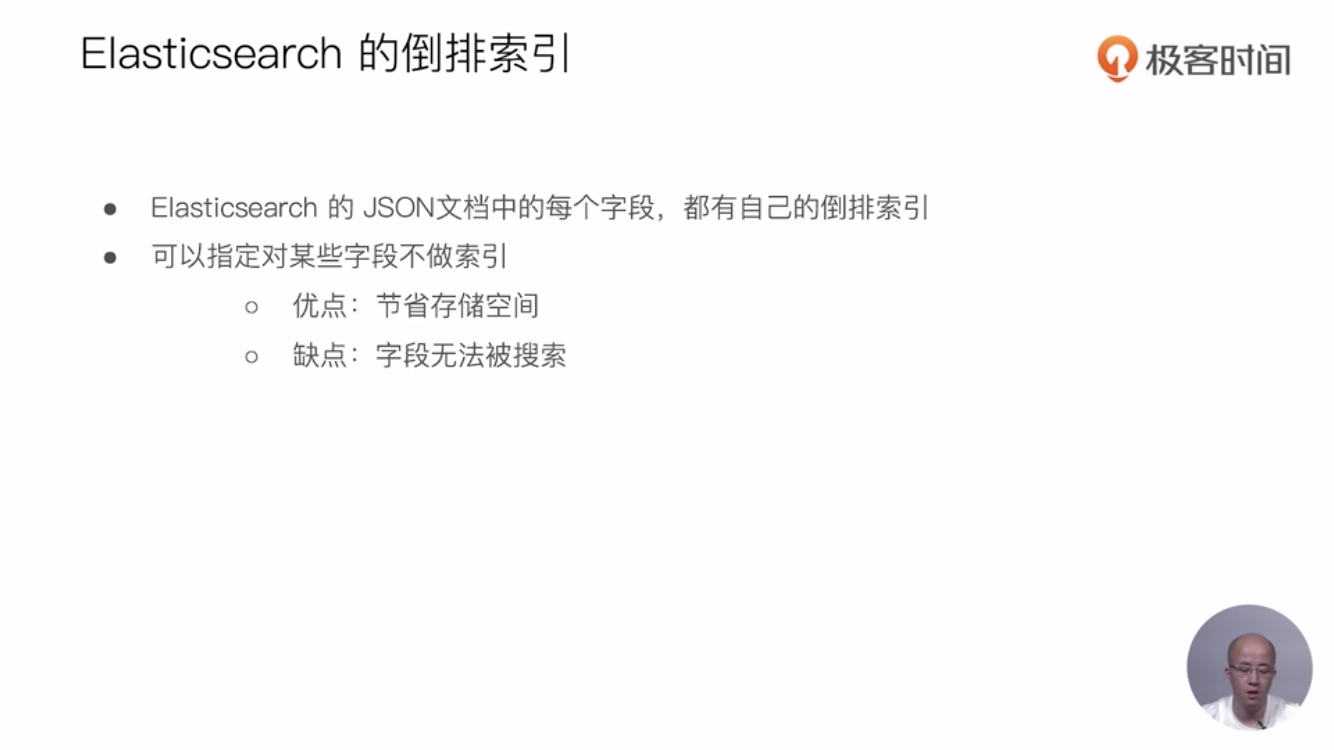 Elasticsearch 的倒排索引
极客时间
● Elasticsearch 的 JSON文档中的每个字段，都有自己的倒排索引
● 可以指定对某些字段不做索引
○ 优点：节省存储空间
○ 缺点：字段无法被搜索